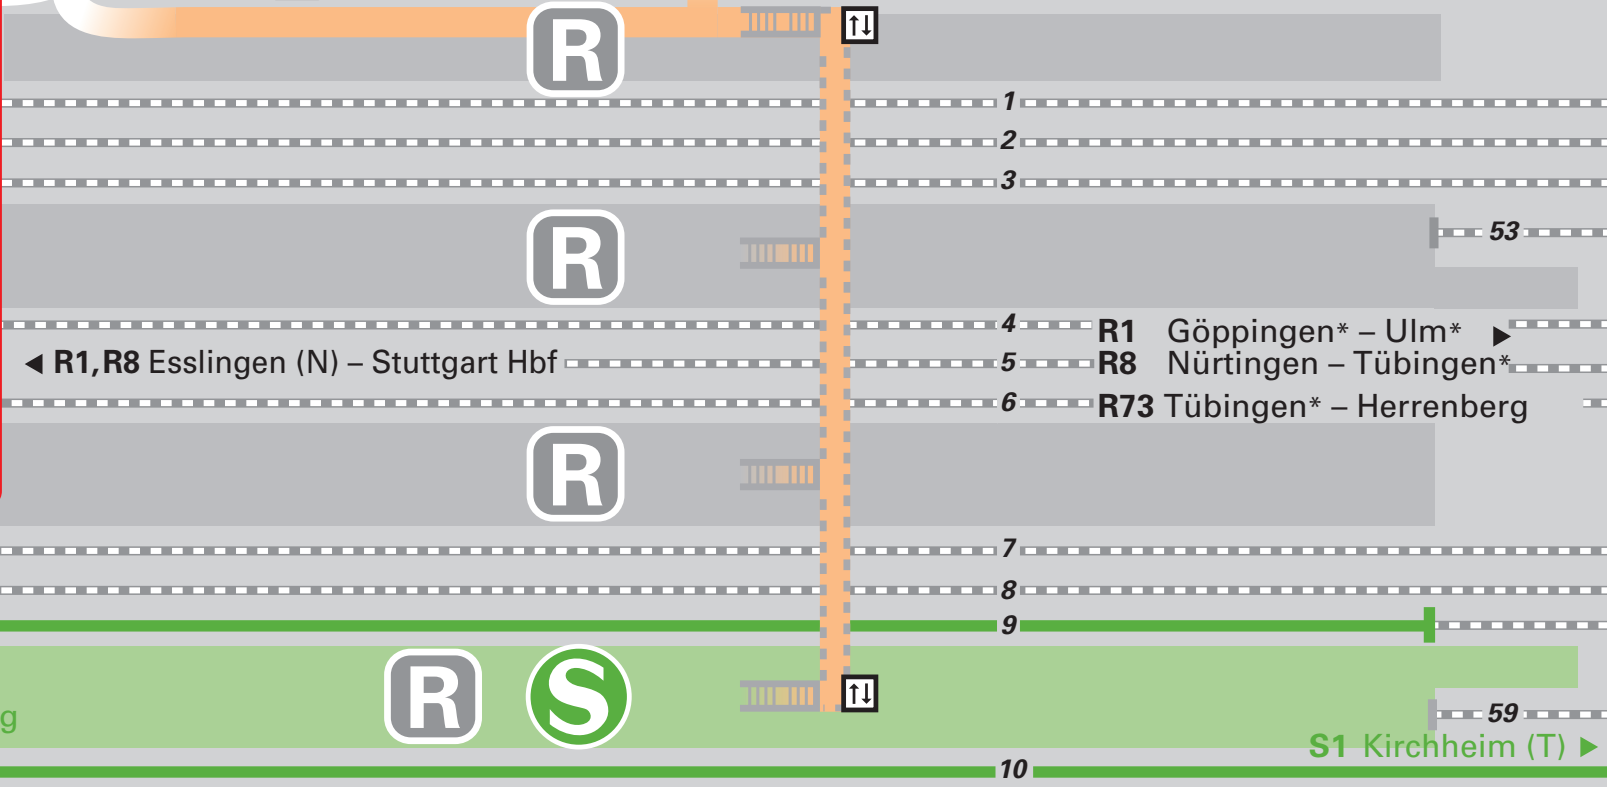 R
1
2
3
R
53
4
R1 Göppingen* – Ulm*
R1, R8 Esslingen (N) – Stuttgart Hbf
5
R8 Nürtingen – Tübingen*
6
R73 Tübingen* – Herrenberg
R
7
8
9
R S
g
59
S1 Kirchheim (T)
10